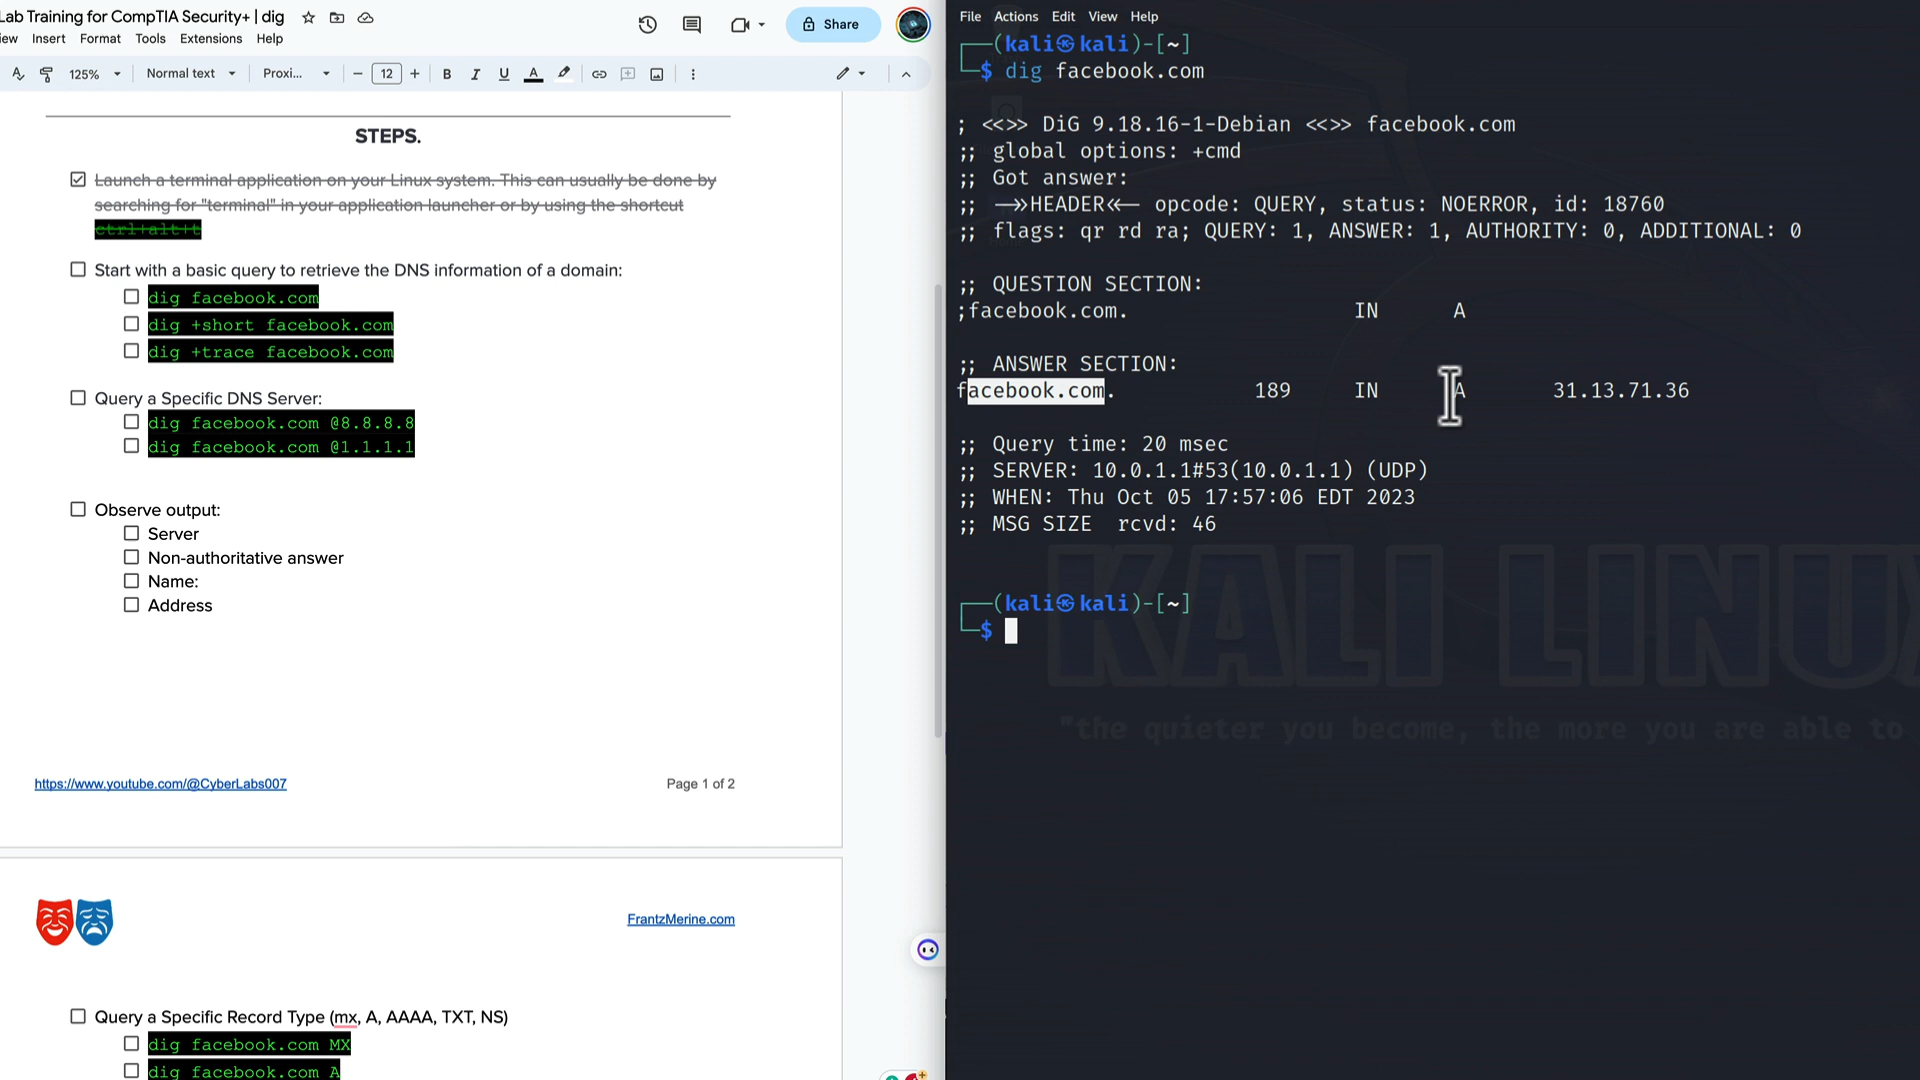 Lab Training for CompTIA Security+ | dig
Share
ew Insert Format Tools Extensions Help
125% Normal text Proxi... − 12 + B I U A
STEPS.
Launch a terminal application on your Linux system. This can usually be done by
searching for "terminal" in your application launcher or by using the shortcut
ctrl+alt+t
Start with a basic query to retrieve the DNS information of a domain:
dig facebook.com
dig +short facebook.com
dig +trace facebook.com
Query a Specific DNS Server:
dig facebook.com @8.8.8.8
dig facebook.com @1.1.1.1
Observe output:
Server
Non-authoritative answer
Name:
Address
https://www.youtube.com/@CyberLabs007 Page 1 of 2
FrantzMerine.com
Query a Specific Record Type (mx, A, AAAA, TXT, NS)
dig facebook.com MX
dig facebook.com A
File Actions Edit View Help
┌──(kali㉿kali)-[~]
└─$ dig facebook.com
; <<>> DiG 9.18.16-1-Debian <<>> facebook.com
;; global options: +cmd
;; Got answer:
;; ->>HEADER<<- opcode: QUERY, status: NOERROR, id: 18760
;; flags: qr rd ra; QUERY: 1, ANSWER: 1, AUTHORITY: 0, ADDITIONAL: 0
;; QUESTION SECTION:
;facebook.com. IN A
;; ANSWER SECTION:
facebook.com. 189 IN A 31.13.71.36
;; Query time: 20 msec
;; SERVER: 10.0.1.1#53(10.0.1.1) (UDP)
;; WHEN: Thu Oct 05 17:57:06 EDT 2023
;; MSG SIZE rcvd: 46
┌──(kali㉿kali)-[~]
└─$
KALI LINUX
"the quieter you become, the more you are able to